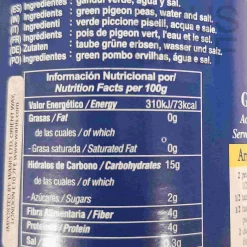 (ES) Ingredientes : gandul verde, agua y sal.
(EN) Ingredients : green pigeon peas, water and salt.
Ingredienti : verde piccione piselli, acqua e sale.
Ingrédients : pois de pigeon vert, l'eau et le sel.
(DE) Zutaten : taube grüne erbsen, wasser und salz.
(PO) Ingredientes : green pombo ervilhas, água e sal.
Información Nutricional por/
Nutrition Facts per 100g
Valor Energético / Energy 310kJ/73kcal
Grasas / Fat 0g
de las cuales / of which
- Grasa saturada / Saturated Fat 0g
Hidratos de Carbono / Carbohydrates 15g
de las cuales / of which
- Azúcares / Sugars 2g
Fibra Alimentaria / Fiber 4g
Proteínas / Protein 4g
Sal 0.3g